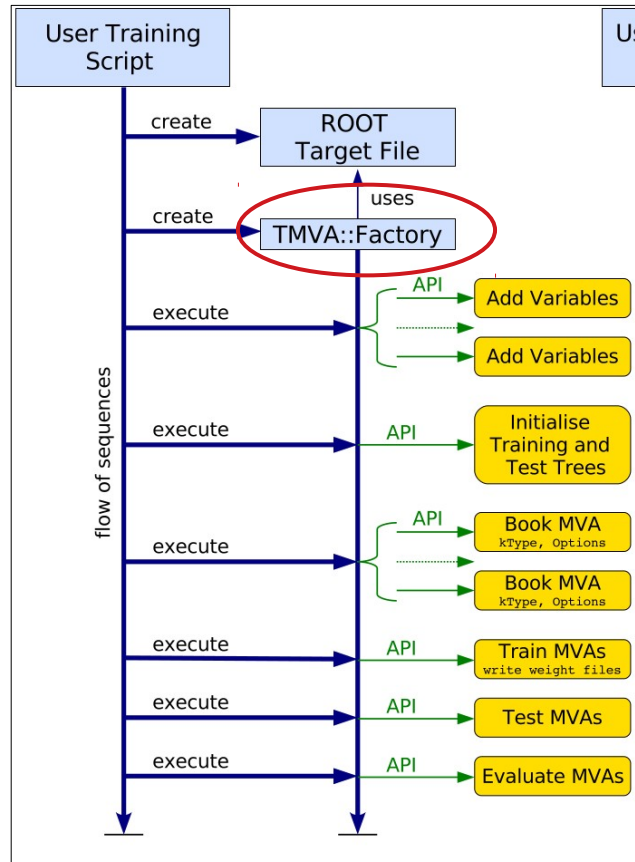 User Training
Script
Us
create
ROOT
Target File
uses
create
TMVA::Factory
API
Add Variables
execute
Add Variables
flow of sequences
execute
API
Initialise
Training and
Test Trees
API
Book MVA
kType, Options
execute
Book MVA
kType, Options
execute
API
Train MVAs
write weight files
execute
API
Test MVAs
execute
API
Evaluate MVAs